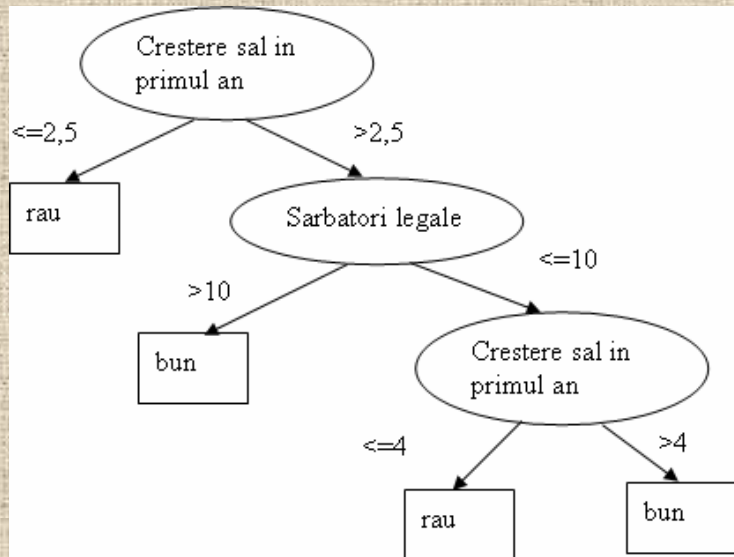 Crestere sal in
primul an
<=2,5
>2,5
rau
Sarbatori legale
>10
<=10
bun
Crestere sal in
primul an
<=4
>4
rau
bun